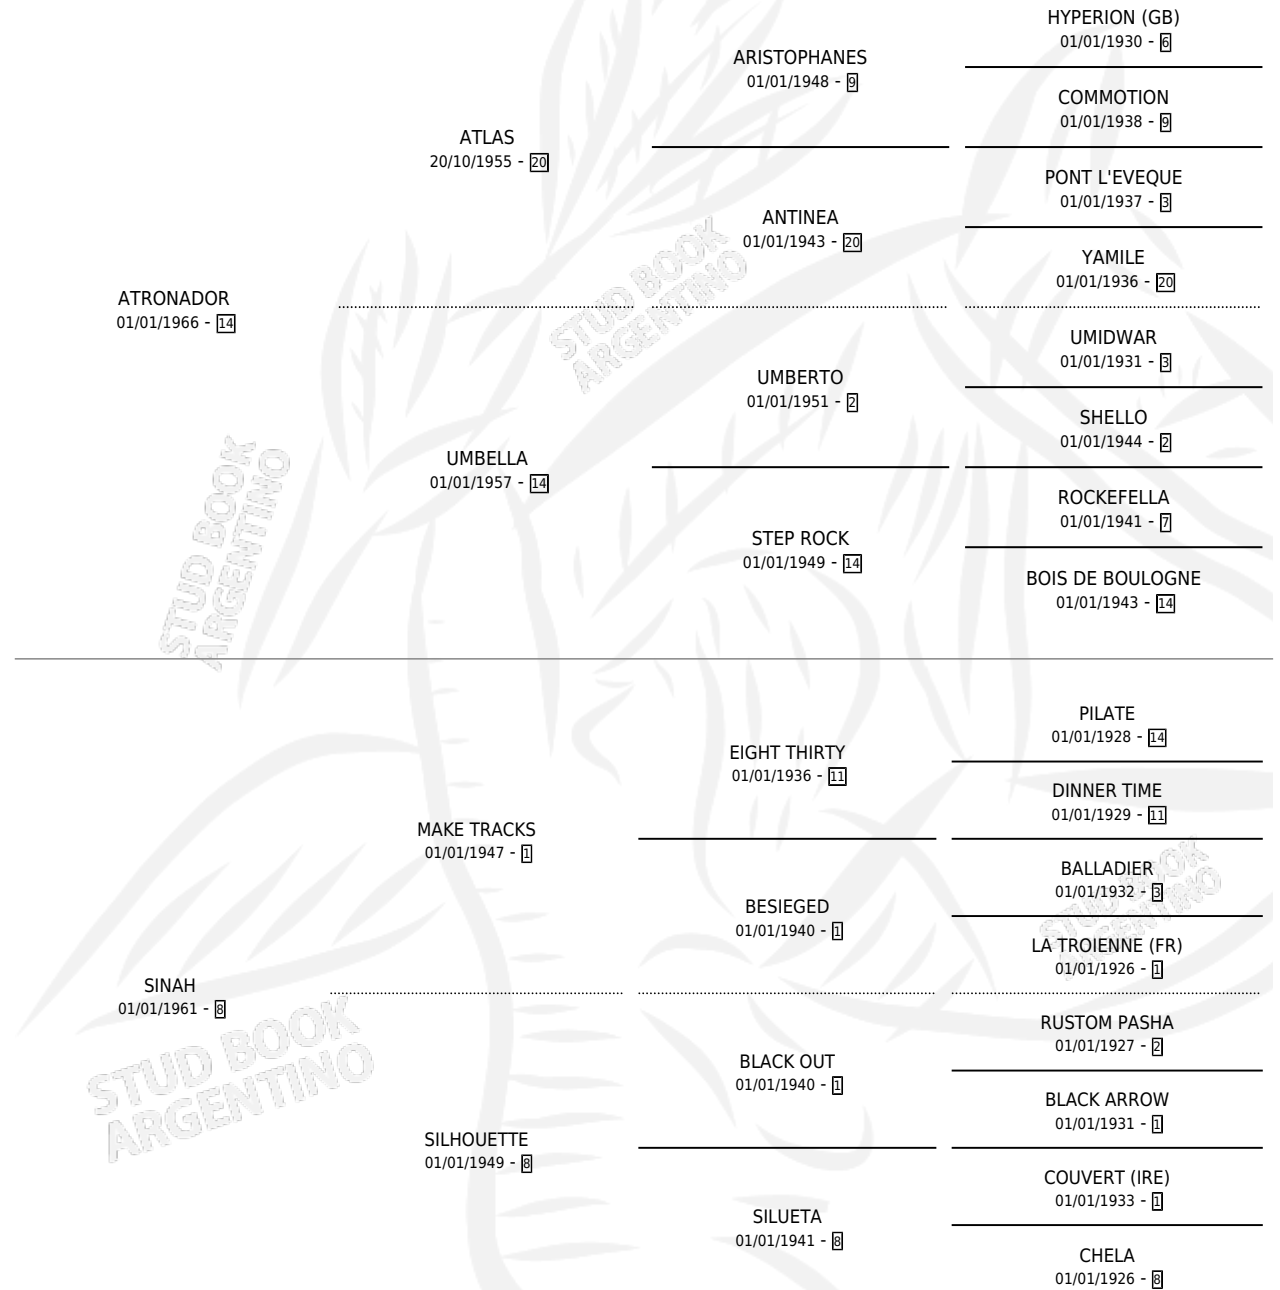 HYPERION (GB)
01/01/1930 - 6
ARISTOPHANES
01/01/1948 - 9
COMMOTION
01/01/1938 - 9
ATLAS
20/10/1955 - 20
PONT L'EVEQUE
01/01/1937 - 3
ANTINEA
01/01/1943 - 20
YAMILE
01/01/1936 - 20
ATRONADOR
01/01/1966 - 14
UMIDWAR
01/01/1931 - 3
UMBERTO
01/01/1951 - 2
SHELLO
01/01/1944 - 2
UMBELLA
01/01/1957 - 14
ROCKEFELLA
01/01/1941 - 7
STEP ROCK
01/01/1949 - 14
BOIS DE BOULOGNE
01/01/1943 - 14
STUD BOOK
ARGENTINO
STUD BOOK
ARGENTINO
PILATE
01/01/1928 - 14
EIGHT THIRTY
01/01/1936 - 11
DINNER TIME
01/01/1929 - 11
MAKE TRACKS
01/01/1947 - 1
BALLADIER
01/01/1932 - 3
BESIEGED
01/01/1940 - 1
LA TROIENNE (FR)
01/01/1926 - 1
SINAH
01/01/1961 - 8
RUSTOM PASHA
01/01/1927 - 2
BLACK OUT
01/01/1940 - 1
BLACK ARROW
01/01/1931 - 1
SILHOUETTE
01/01/1949 - 8
COUVERT (IRE)
01/01/1933 - 1
SILUETA
01/01/1941 - 8
CHELA
01/01/1926 - 8
STUD BOOK
ARGENTINO
STUD BOOK
ARGENTINO